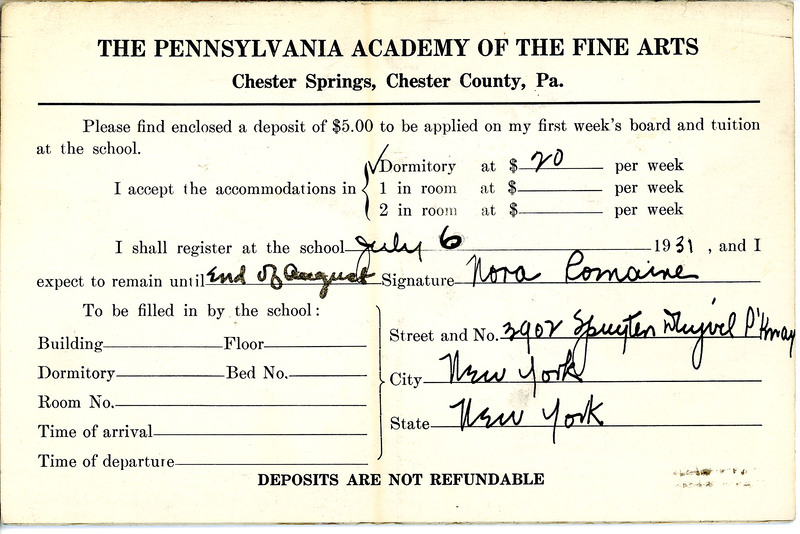 THE PENNSYLVANIA ACADEMY OF THE FINE ARTS
Chester Springs, Chester County, Pa.
Please find enclosed a deposit of $5.00 to be applied on my first week's board and tuition
at the school.
✓Dormitory at $ 20 per week
I accept the accommodations in 1 in room at $ per week
2 in room at $ per week
I shall register at the school July 6 1931, and I
expect to remain until End of August Signature Nora
To be filled in by the school:
Street and No. 3902 Spuyten Duyvil P'Kway
Building Floor
City New York
Dormitory Bed No.
Room No.
State New York
Time of arrival
Time of departure
DEPOSITS ARE NOT REFUNDABLE